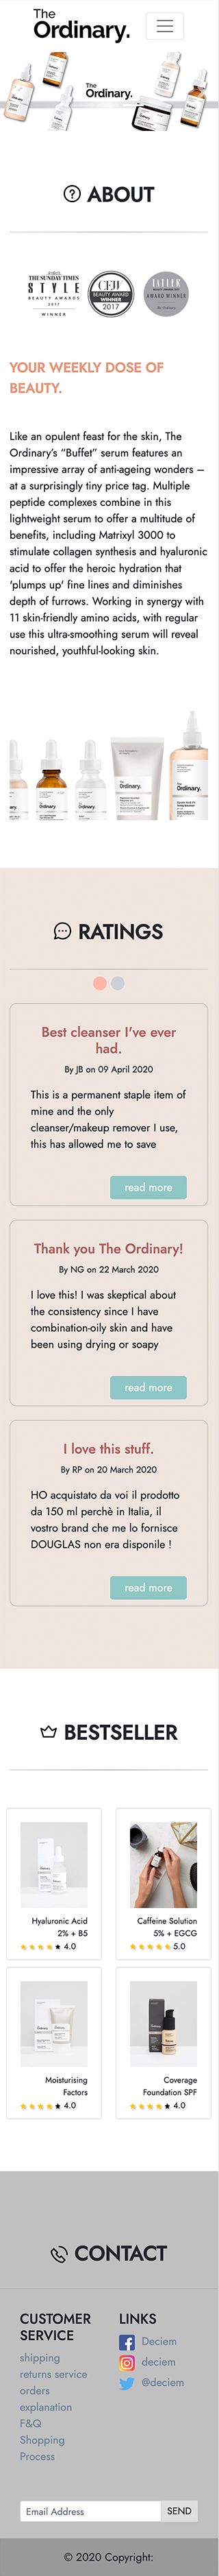 The
Ordinary.
The
Ordinary.
ABOUT
THE SUNDAY TIMES
STYLE
BEAUTY AWARDS
2017
WINNER
CEW
BEAUTY AWARD
WINNER
2017
TATLER
AWARD WINNER
YOUR WEEKLY DOSE OF
BEAUTY.
Like an opulent feast for the skin, The
Ordinary's “Buffet” serum features an
impressive array of anti-ageing wonders –
at a surprisingly tiny price tag. Multiple
peptide complexes combine in this
lightweight serum to offer a multitude of
benefits, including Matrixyl 3000 to
stimulate collagen synthesis and hyaluronic
acid to offer the heroic hydration that
'plumps up' fine lines and diminishes
depth of furrows. Working in synergy with
11 skin-friendly amino acids, with regular
use this ultra-smoothing serum will reveal
nourished, youthful-looking skin.
Ordinary.
Ordinary.
The
Ordinary.
The
Ordinary.
RATINGS
Best cleanser I've ever
had.
By JB on 09 April 2020
This is a permanent staple item of
mine and the only
cleanser/makeup remover I use,
this has allowed me to save
read more
Thank you The Ordinary!
By NG on 22 March 2020
I love this! I was skeptical about
the consistency since I have
combination-oily skin and have
been using drying or soapy
read more
I love this stuff.
By RP on 20 March 2020
HO acquistato da voi il prodotto
da 150 ml perchè in Italia, il
vostro brand che me lo fornisce
DOUGLAS non era disponile !
read more
BESTSELLER
Hyaluronic Acid
2% + B5
4.0
Caffeine Solution
5% + EGCG
5.0
Moisturising
Factors
4.0
Coverage
Foundation SPF
4.0
CONTACT
CUSTOMER
SERVICE
shipping
returns service
orders
explanation
F&Q
Shopping
Process
LINKS
Deciem
deciem
@deciem
Email Address
SEND
© 2020 Copyright: